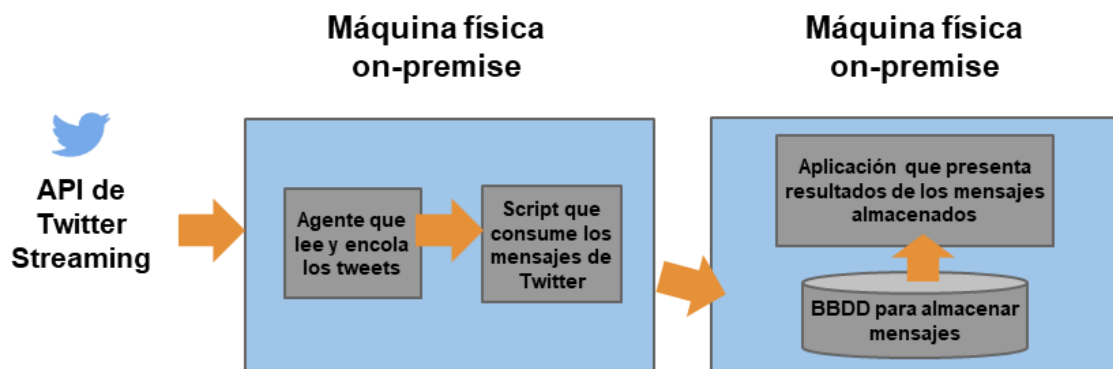 Máquina física
on-premise
Máquina física
on-premise
API de
Twitter
Streaming
Agente que
lee y encola
los tweets
Script que
consume los
mensajes de
Twitter
Aplicación que presenta
resultados de los mensajes
almacenados
BBDD para almacenar
mensajes